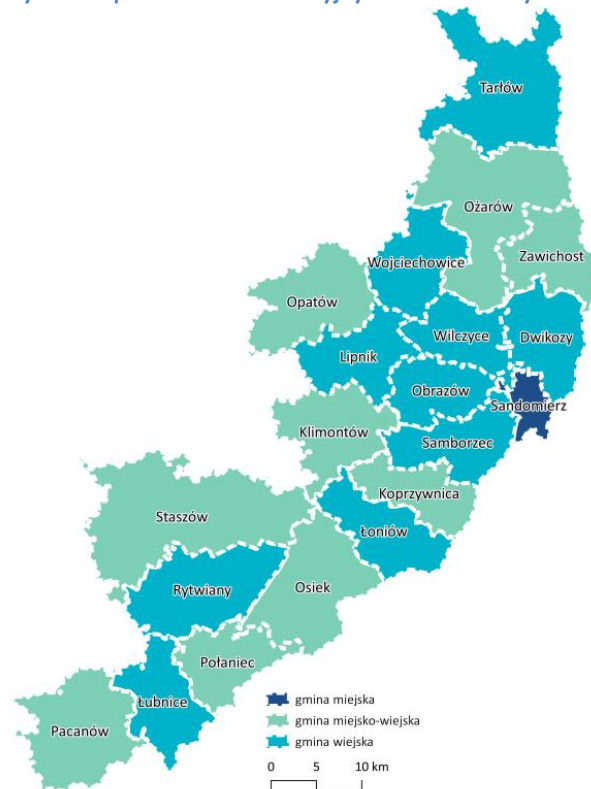 Tarłów
Ożarów
Zawichost
Wojciechowice
Opatów
Wilczyce
Dwikozy
Lipnik
Obrazów
Sandomierz
Klimontów
Samborzec
Koprzywnica
Staszów
Łoniów
Rytwiany
Osiek
Połaniec
Łubnice
Pacanów
gmina miejska
gmina miejsko-wiejska
gmina wiejska
0 5 10 km